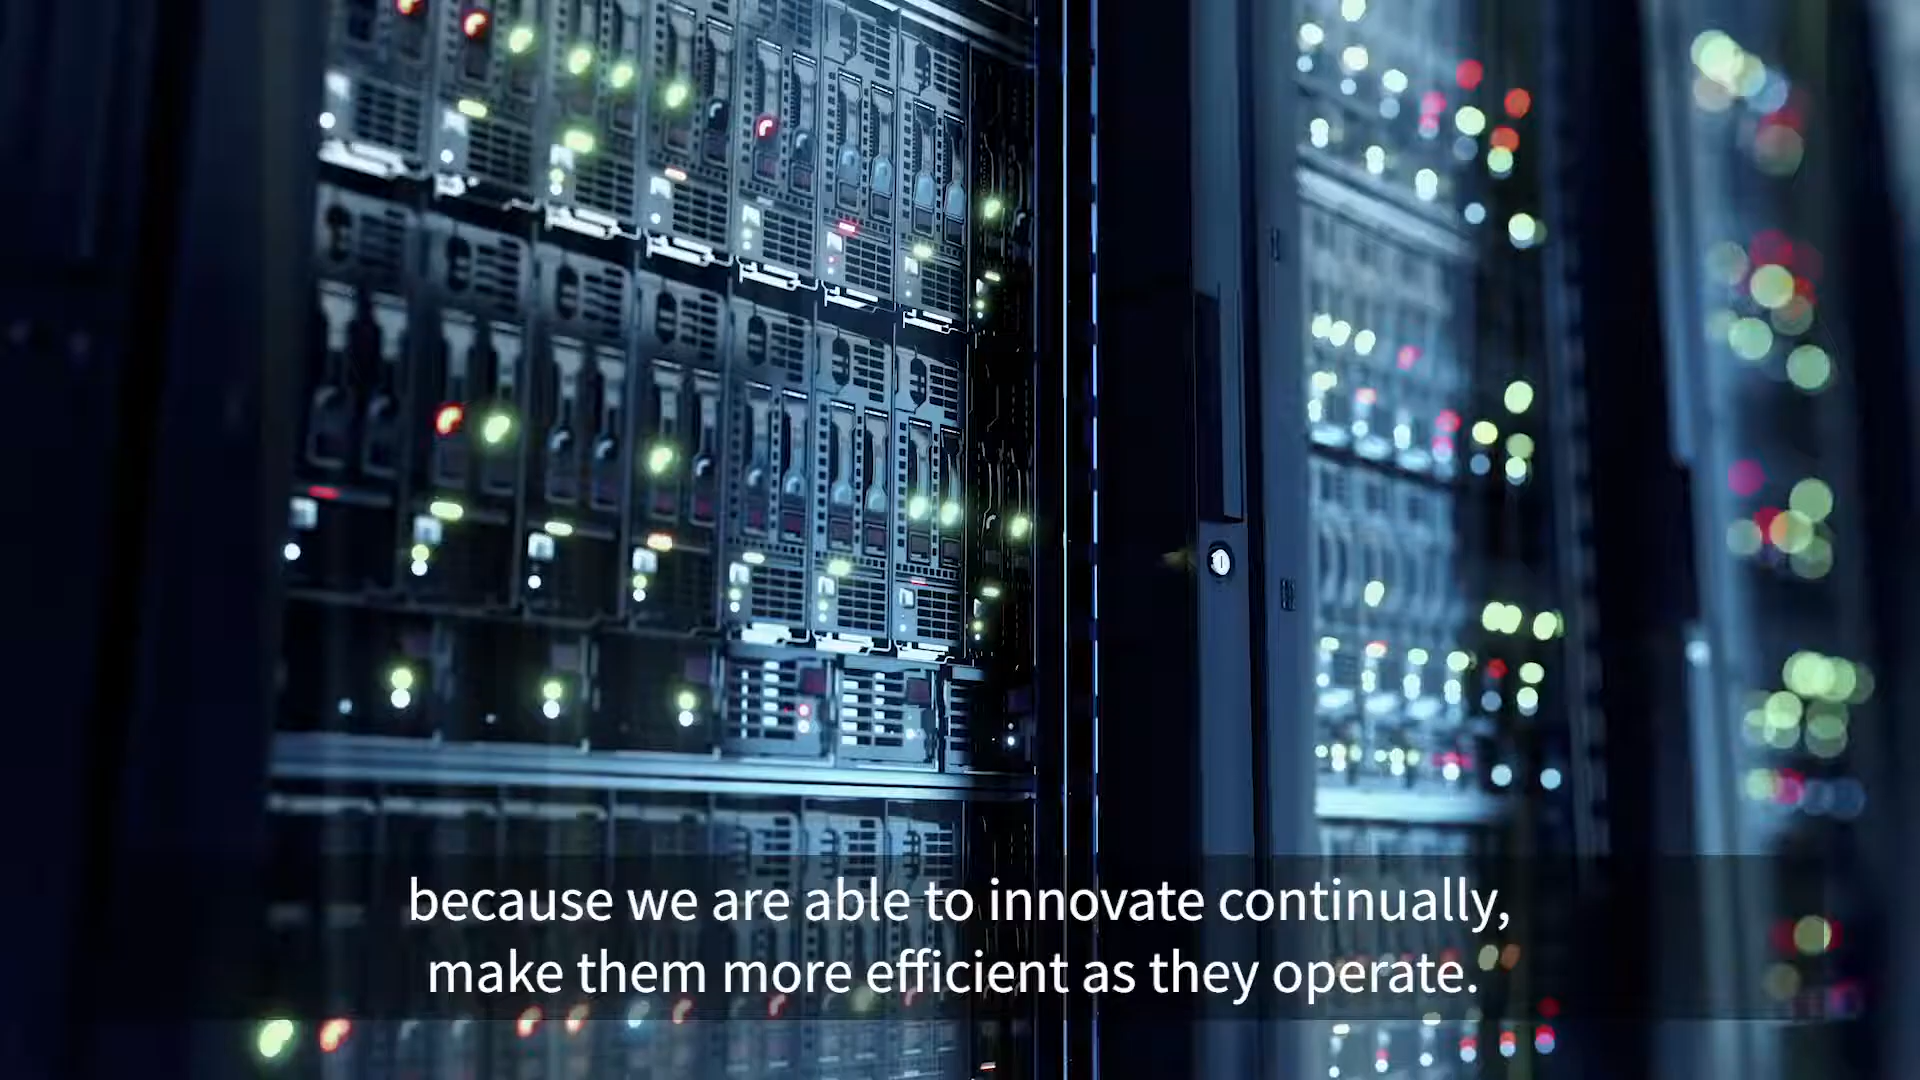 because we are able to innovate continually,
make them more efficient as they operate.